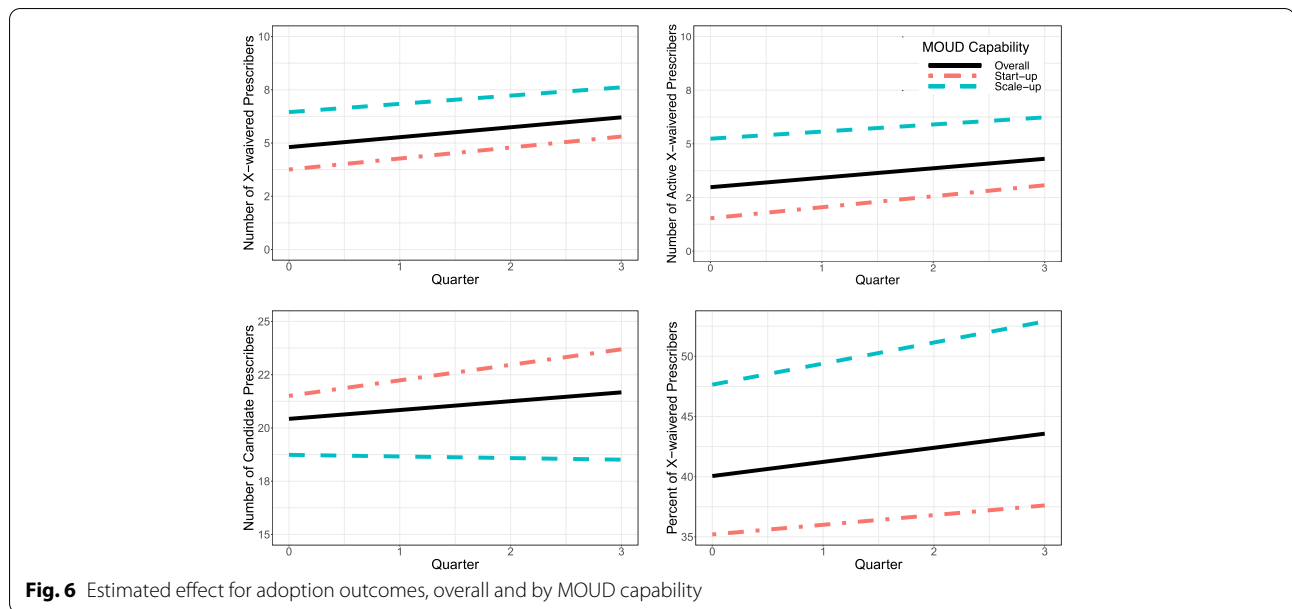 Number of X−waivered Prescribers
10
8
5
2
0
0 1 2 3
Quarter
Number of Active X−waivered Prescribers
10
8
5
2
0
MOUD Capability
Overall
Start−up
Scale−up
0 1 2 3
Quarter
Number of Candidate Prescribers
25
22
20
18
15
0 1 2 3
Quarter
Percent of X−waivered Prescribers
50
45
40
35
0 1 2 3
Quarter
Fig. 6 Estimated effect for adoption outcomes, overall and by MOUD capability